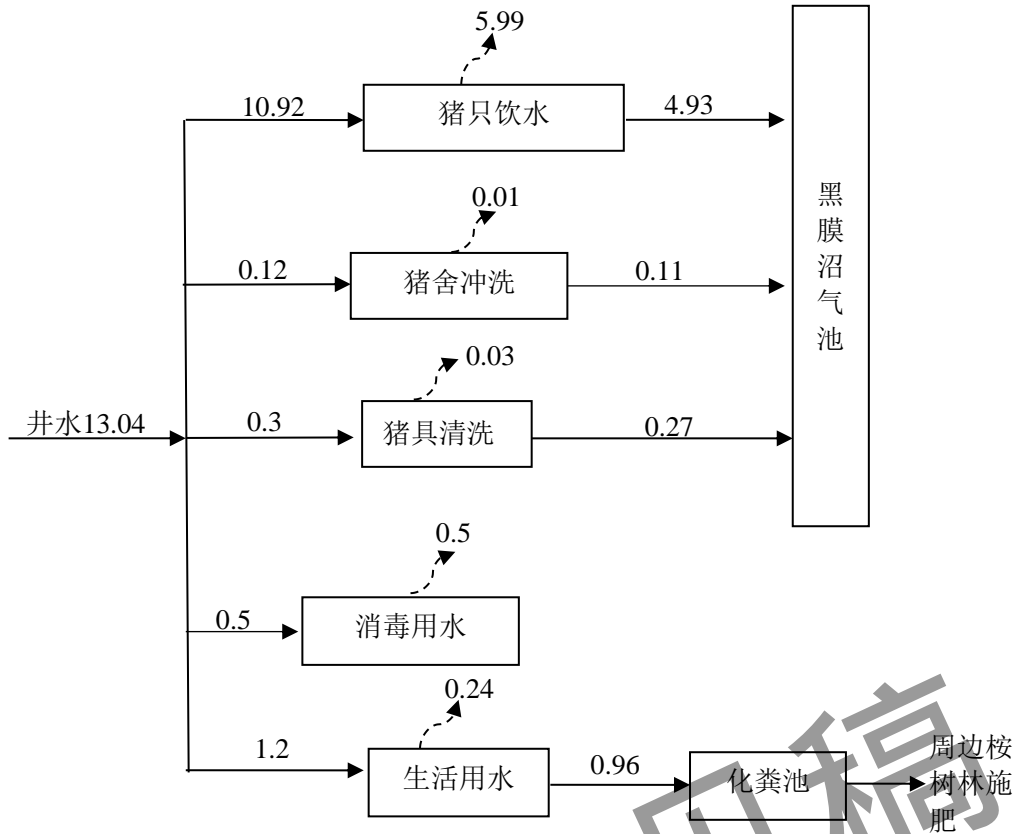 5.99
10.92
猪只饮水
4.93
0.01
0.12
猪舍冲洗
0.11
0.03
井水13.04
0.3
猪具清洗
0.27
0.5
0.5
消毒用水
0.24
1.2
生活用水
0.96
化粪池
周边桉
树林施
肥
黑
膜
沼
气
池
稿